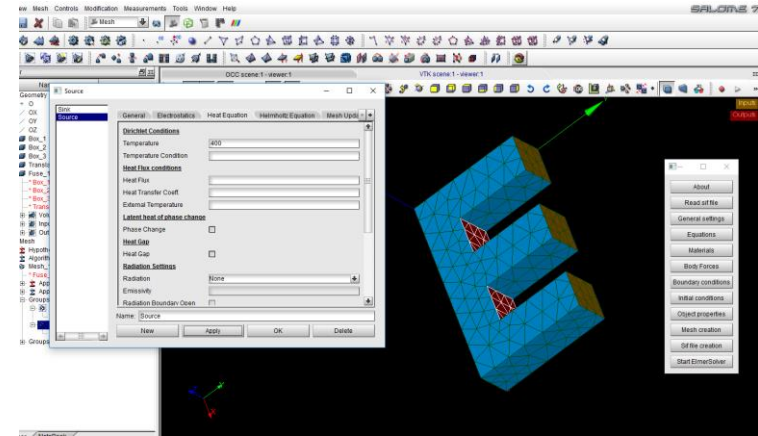 ew Mesh Controls Modification Measurements Tools Window Help
SALOME 7
Mesh
OCC scene:1 - viewer:1
VTK scene:1 - viewer:1
Inputs
Outputs
Geometry
O
OX
OY
OZ
Box_1
Box_2
Box_3
Fuse_1
Mesh
Source
Sink
Source
General Electrostatics Heat Equation Helmholtz Equation Mesh Upda
Dirichlet Conditions
Temperature 400
Temperature Condition
Heat Flux conditions
Heat Flux
Heat Transfer Coeff.
External Temperature
Latent heat of phase change
Phase Change
Heat Gap
Heat Gap
Radiation Settings
Radiation None
Emissivity
Radiation Boundary Open
Name: Source
New Apply OK Delete
About
Read sif file
General settings
Equations
Materials
Body Forces
Boundary conditions
Initial conditions
Object properties
Mesh creation
Sif file creation
Start ElmerSolver